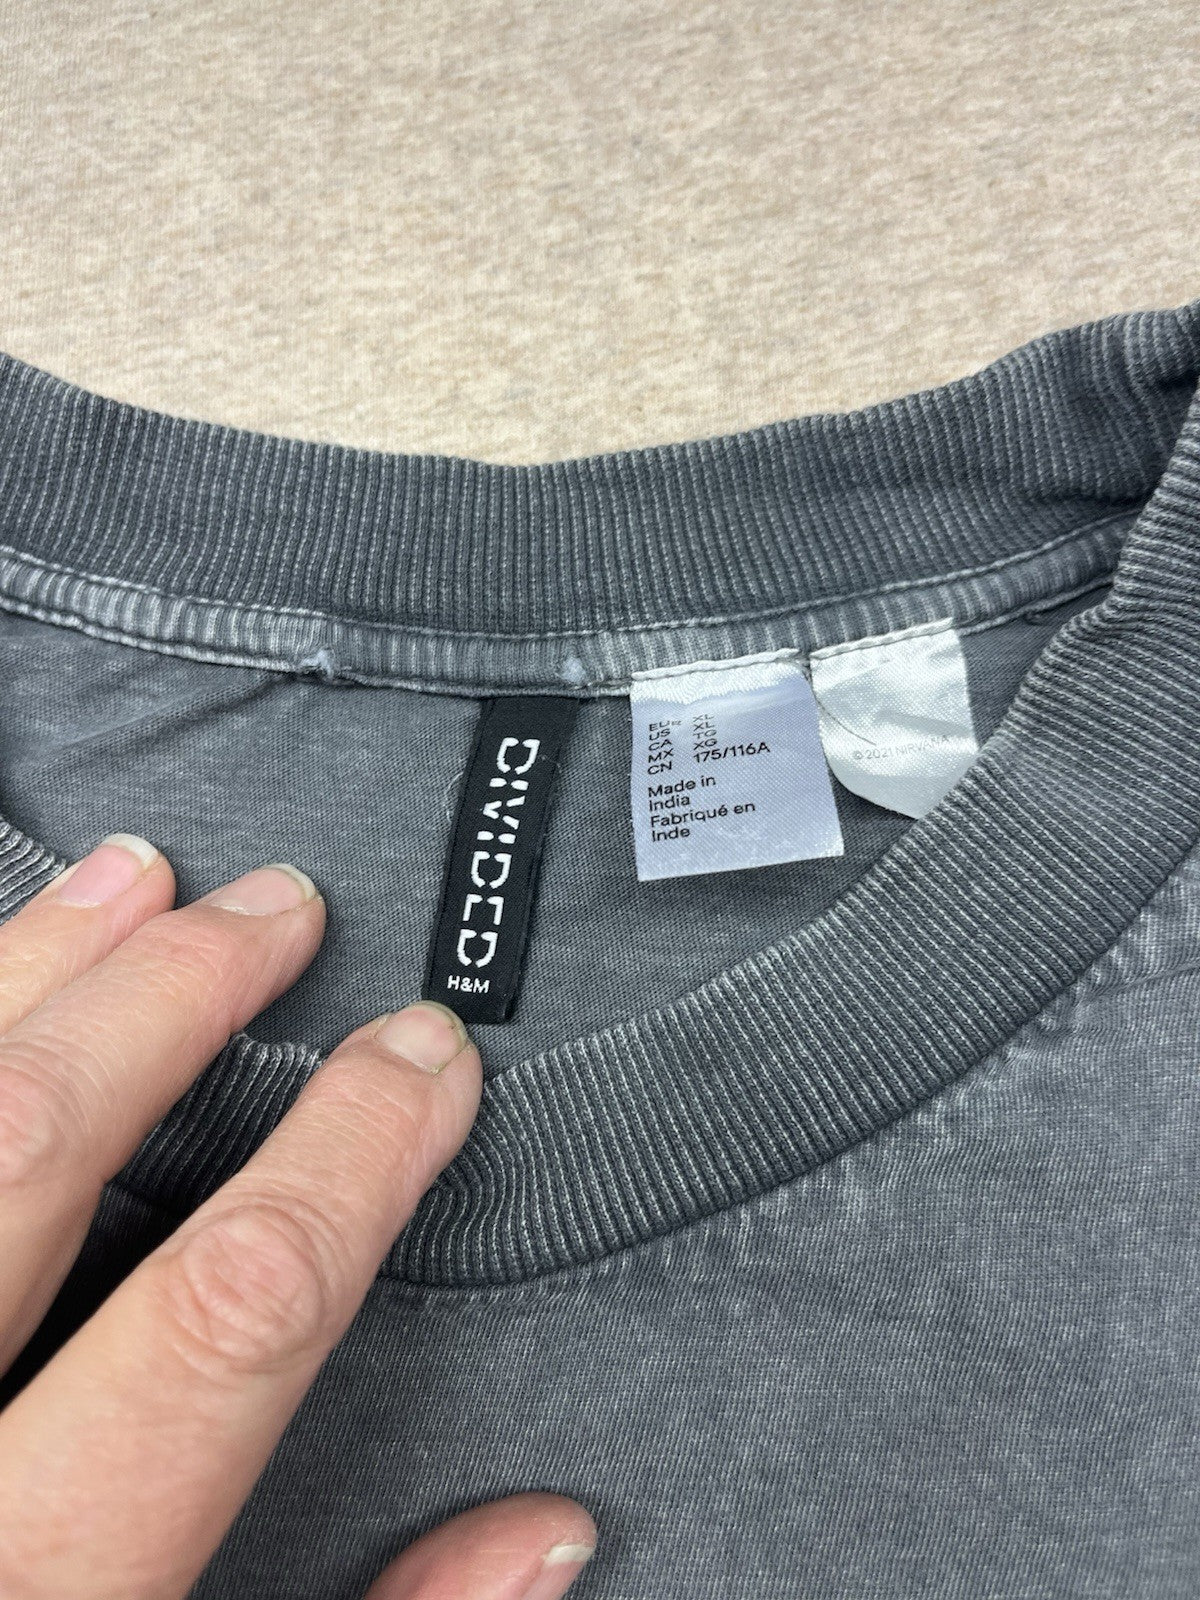 DIVIDED
H&M
EUR XL
US XL
CA TG
MX XG
CN 175/116A
Made in
India
Fabriqué en
Inde
© 2021 NIRVANA